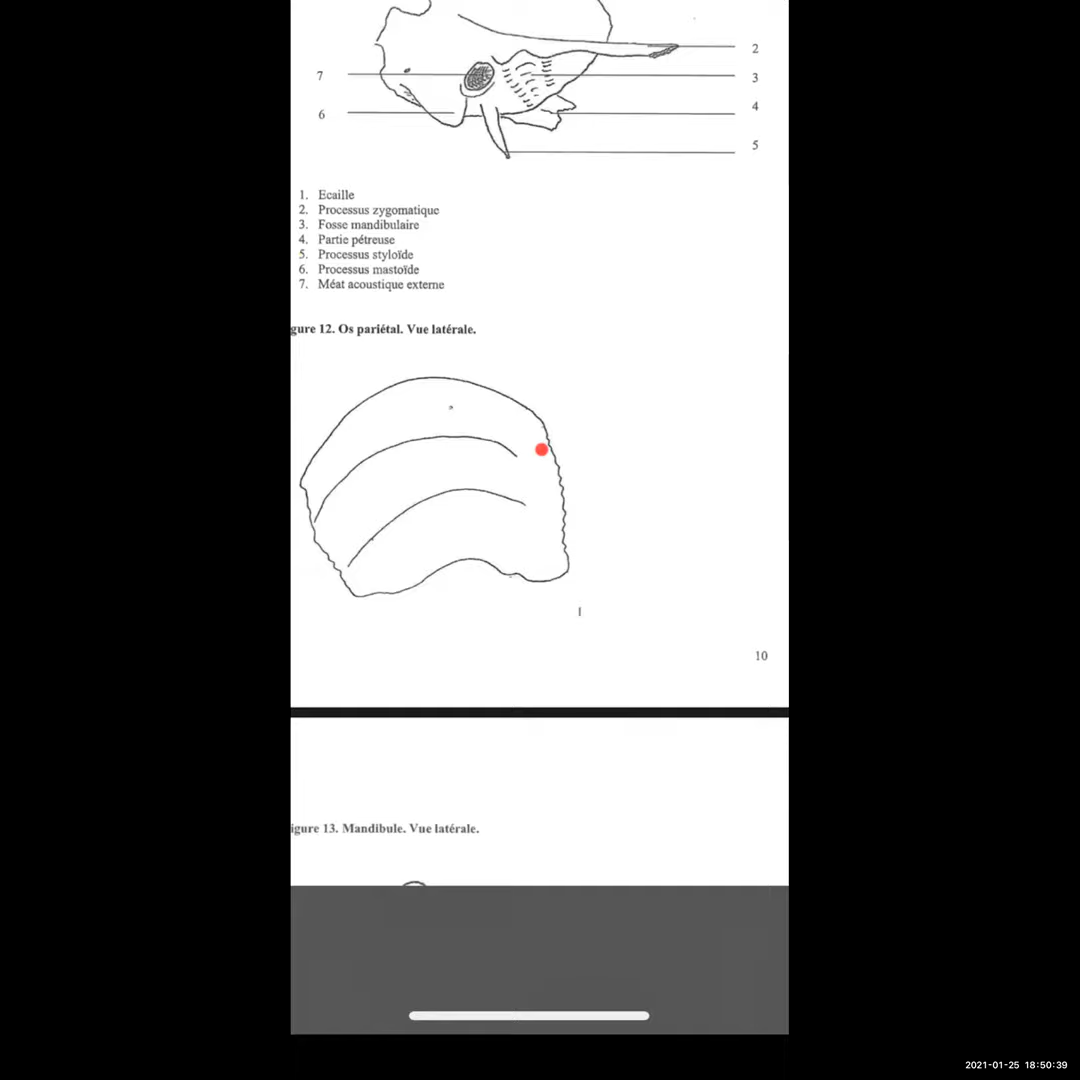 2
7
3
4
6
5
1. Ecaille
2. Processus zygomatique
3. Fosse mandibulaire
4. Partie pétreuse
5. Processus styloïde
6. Processus mastoïde
7. Méat acoustique externe
gure 12. Os pariétal. Vue latérale.
10
igure 13. Mandibule. Vue latérale.
2021-01-25 18:50:39